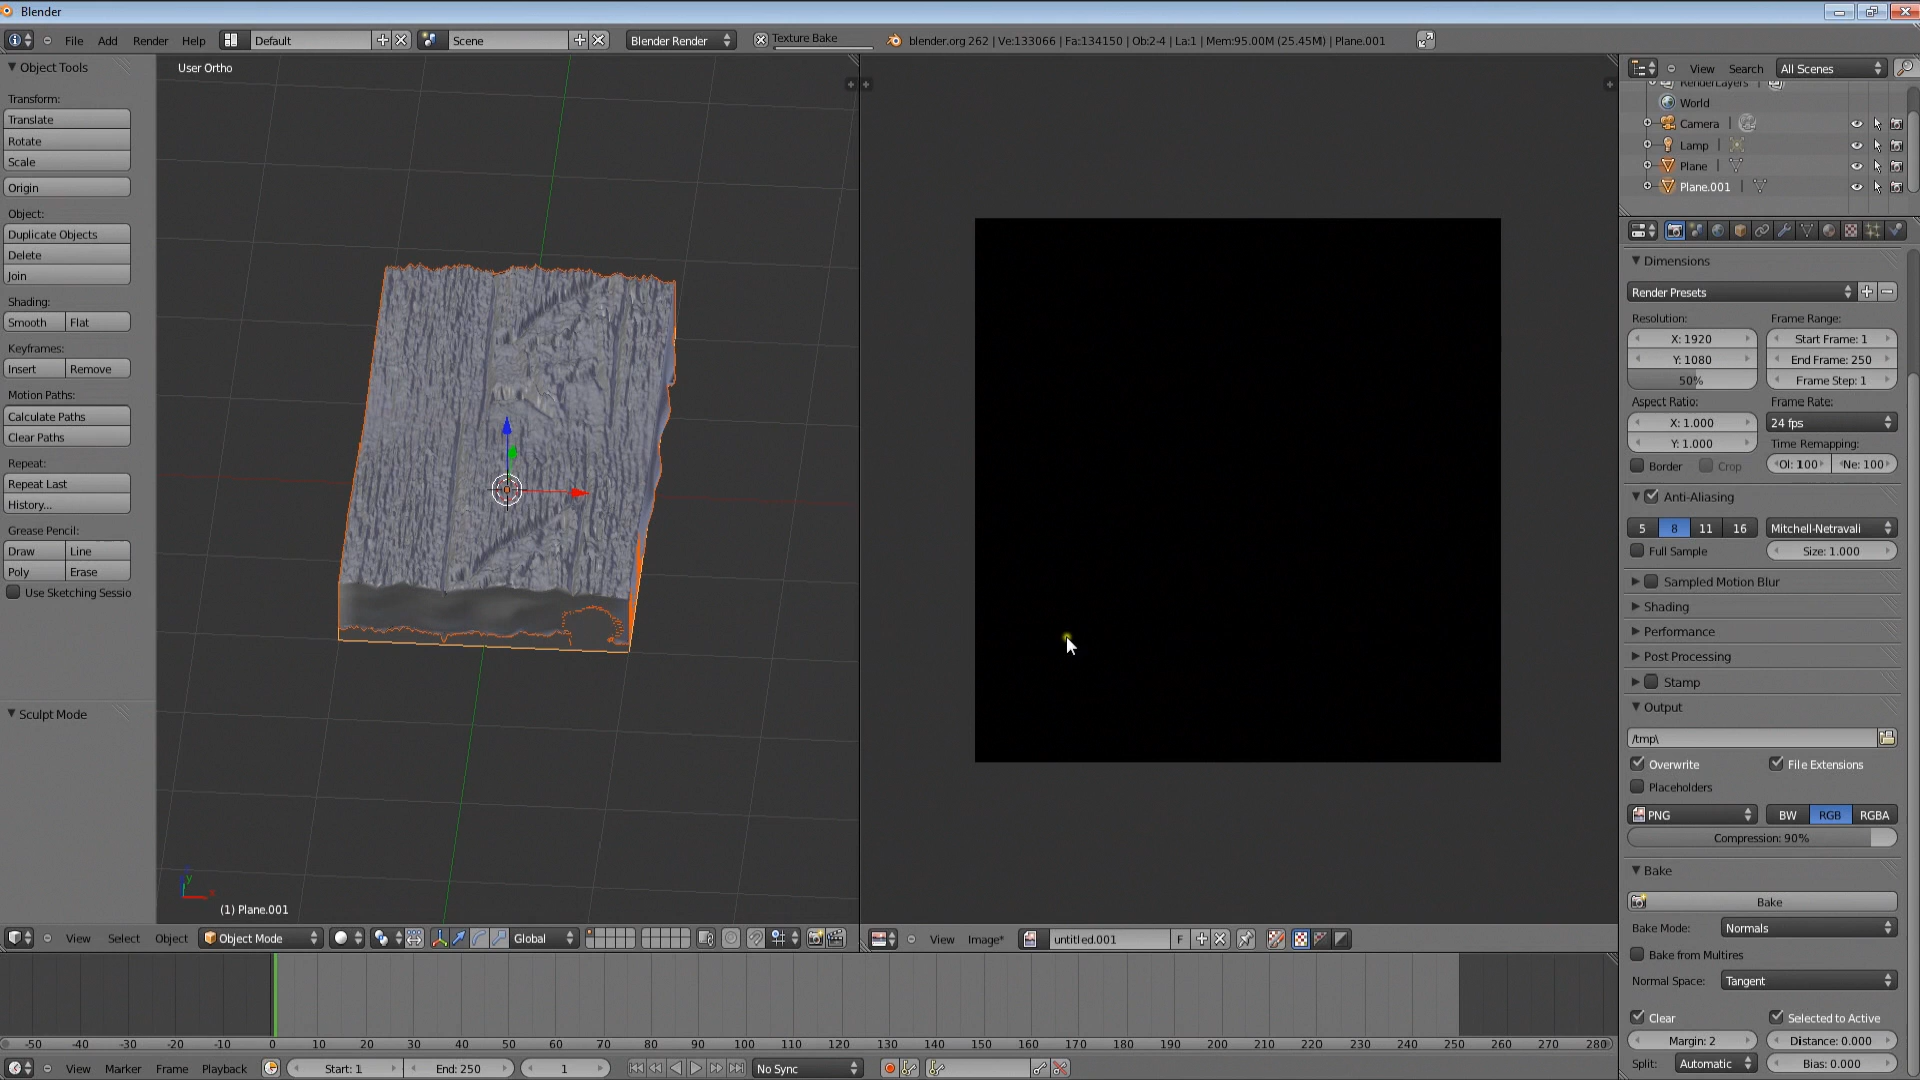 Blender
File Add Render Help Default Scene Blender Render Texture Bake blender.org 262 | Ve:133066 | Fa:134150 | Ob:2-4 | La:1 | Mem:95.00M (25.45M) | Plane.001
Object Tools
Transform:
Translate
Rotate
Scale
Origin
Object:
Duplicate Objects
Delete
Join
Shading:
Smooth Flat
Keyframes:
Insert Remove
Motion Paths:
Calculate Paths
Clear Paths
Repeat:
Repeat Last
History...
Grease Pencil:
Draw Line
Poly Erase
Use Sketching Sessio
Sculpt Mode
User Ortho
y
(1) Plane.001
View Select Object Object Mode Global
View Image* untitled.001 F
View Search All Scenes
RenderLayers |
World
Camera |
Lamp |
Plane |
Plane.001 |
Dimensions
Render Presets
Resolution: Frame Range:
X: 1920 Start Frame: 1
Y: 1080 End Frame: 250
50% Frame Step: 1
Aspect Ratio: Frame Rate:
X: 1.000 24 fps
Y: 1.000 Time Remapping:
Border Crop Ol: 100 Ne: 100
Anti-Aliasing
5 8 11 16 Mitchell-Netravali
Full Sample Size: 1.000
Sampled Motion Blur
Shading
Performance
Post Processing
Stamp
Output
/tmp\
Overwrite File Extensions
Placeholders
PNG BW RGB RGBA
Compression: 90%
Bake
Bake
Bake Mode: Normals
Bake from Multires
Normal Space: Tangent
Clear Selected to Active
Margin: 2 Distance: 0.000
Split: Automatic Bias: 0.000
-50 -40 -30 -20 -10 0 10 20 30 40 50 60 70 80 90 100 110 120 130 140 150 160 170 180 190 200 210 220 230 240 250 260 270 280
View Marker Frame Playback Start: 1 End: 250 1 No Sync